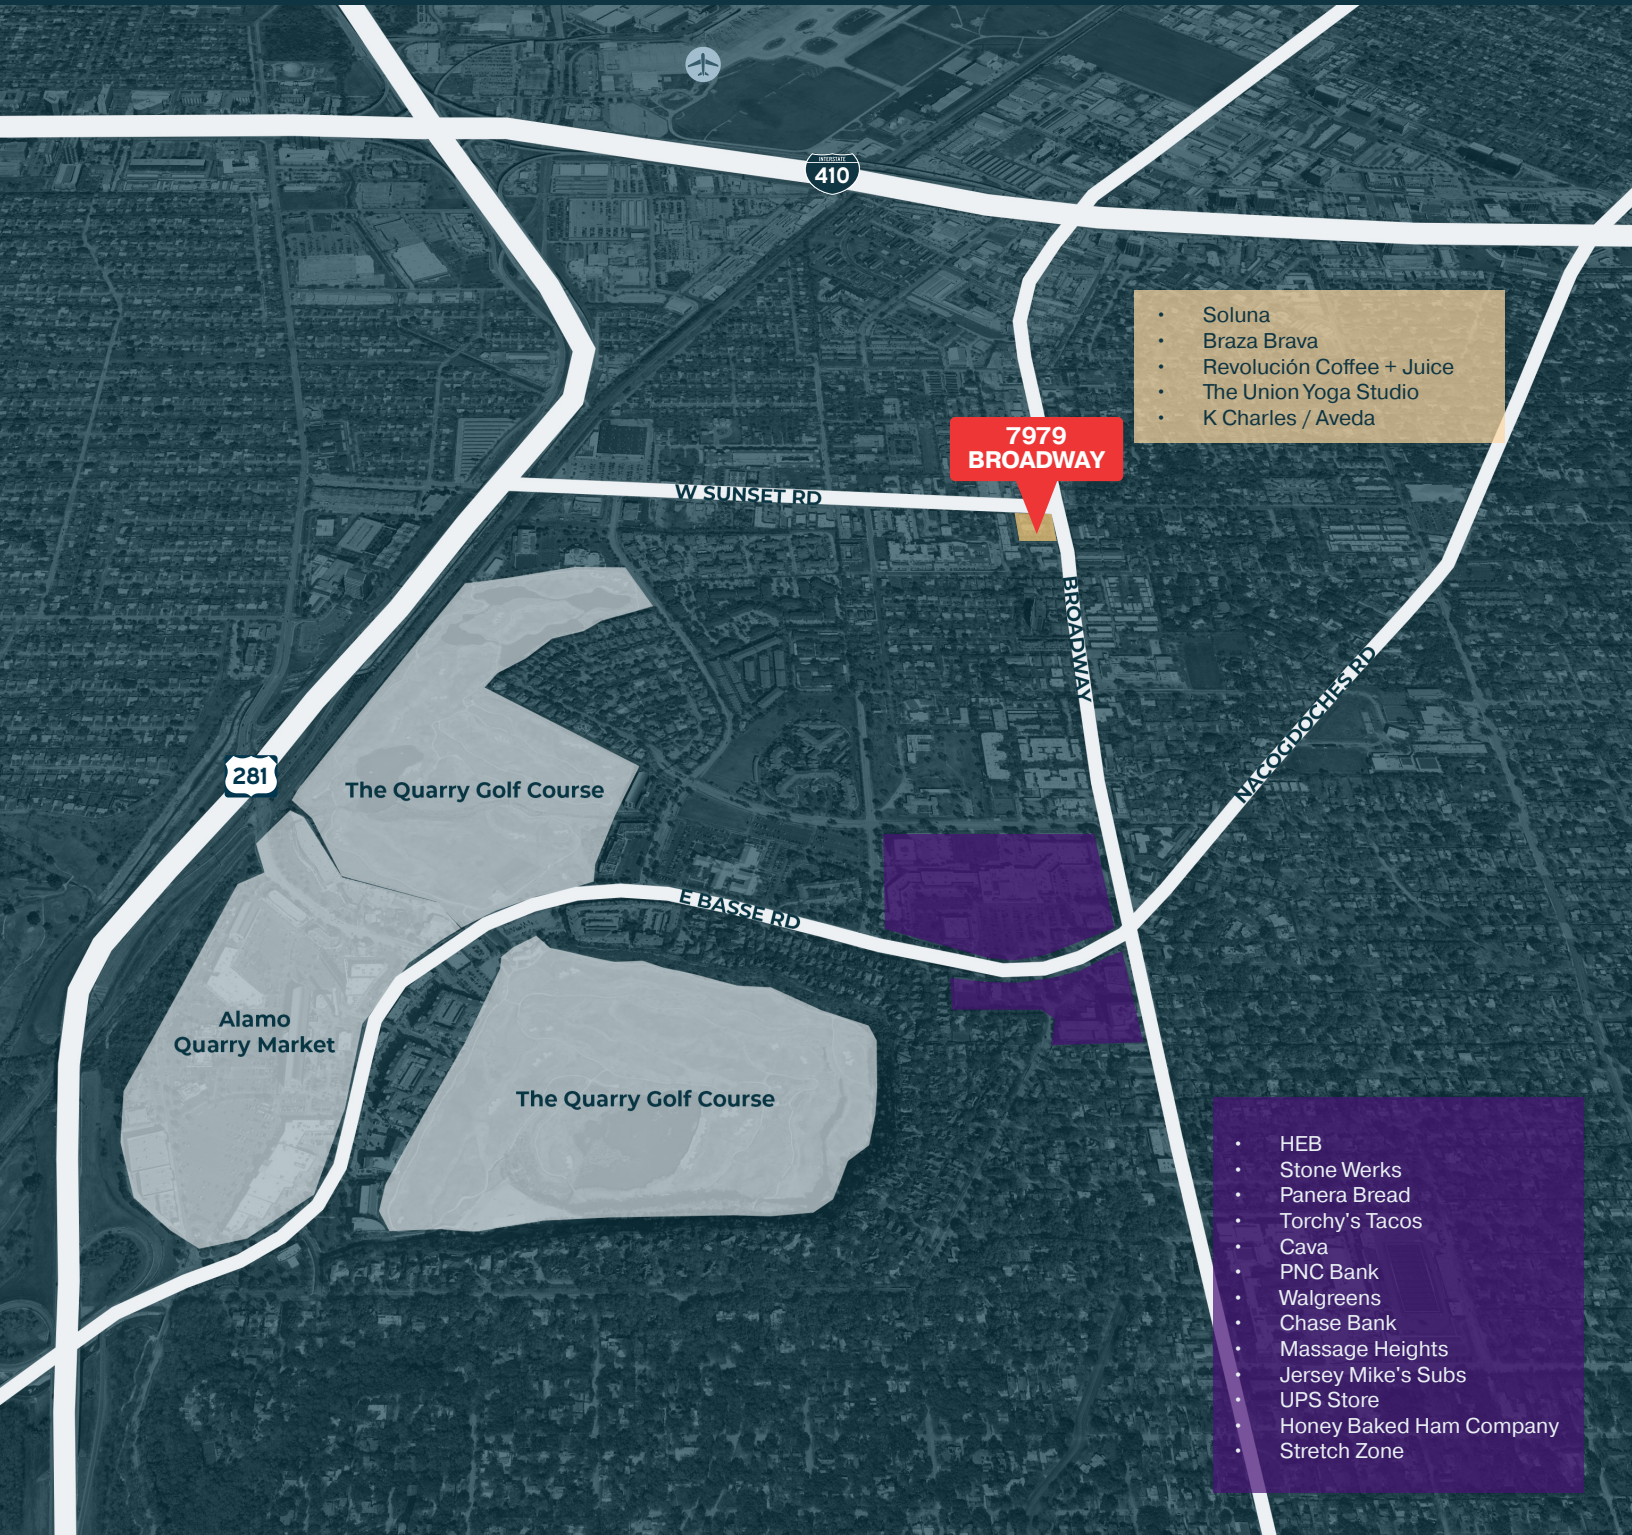 INTERSTATE
410
• Soluna
• Braza Brava
• Revolución Coffee + Juice
• The Union Yoga Studio
• K Charles / Aveda
7979
BROADWAY
W SUNSET RD
BROADWAY
NACOGDOCHES RD
281
The Quarry Golf Course
E BASSE RD
Alamo
Quarry Market
The Quarry Golf Course
• HEB
• Stone Werks
• Panera Bread
• Torchy's Tacos
• Cava
• PNC Bank
• Walgreens
• Chase Bank
• Massage Heights
• Jersey Mike's Subs
• UPS Store
• Honey Baked Ham Company
• Stretch Zone